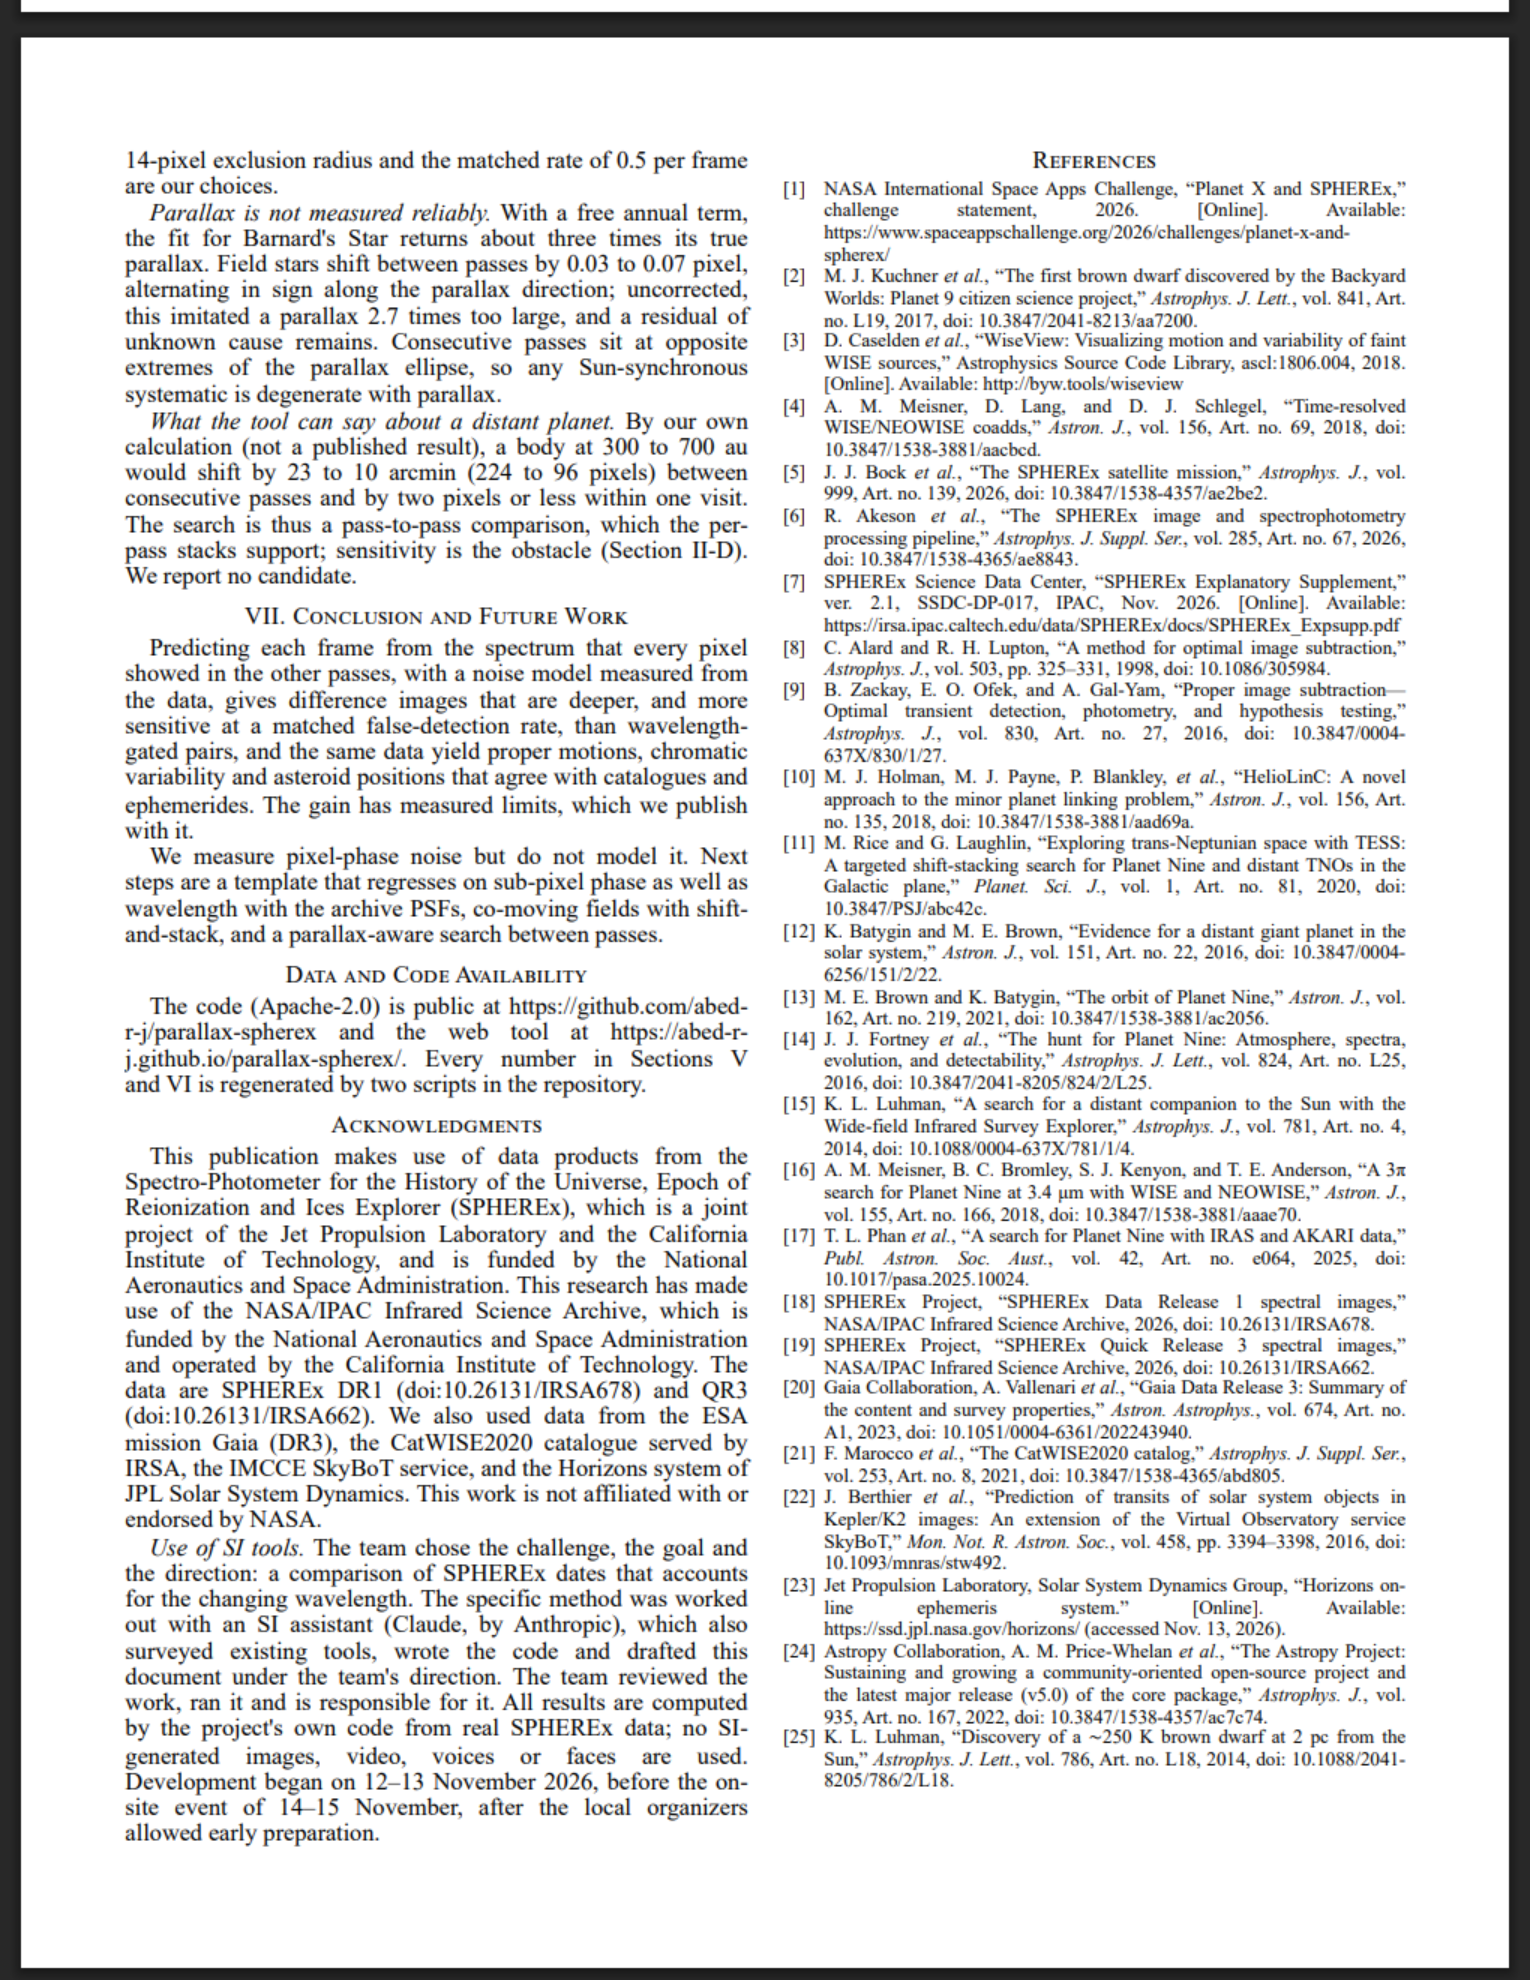 14-pixel exclusion radius and the matched rate of 0.5 per frame
are our choices.
Parallax is not measured reliably. With a free annual term,
the fit for Barnard's Star returns about three times its true
parallax. Field stars shift between passes by 0.03 to 0.07 pixel,
alternating in sign along the parallax direction; uncorrected,
this imitated a parallax 2.7 times too large, and a residual of
unknown cause remains. Consecutive passes sit at opposite
extremes of the parallax ellipse, so any Sun-synchronous
systematic is degenerate with parallax.
What the tool can say about a distant planet. By our own
calculation (not a published result), a body at 300 to 700 au
would shift by 23 to 10 arcmin (224 to 96 pixels) between
consecutive passes and by two pixels or less within one visit.
The search is thus a pass-to-pass comparison, which the per-
pass stacks support; sensitivity is the obstacle (Section II-D).
We report no candidate.
VII. CONCLUSION AND FUTURE WORK
Predicting each frame from the spectrum that every pixel
showed in the other passes, with a noise model measured from
the data, gives difference images that are deeper, and more
sensitive at a matched false-detection rate, than wavelength-
gated pairs, and the same data yield proper motions, chromatic
variability and asteroid positions that agree with catalogues and
ephemerides. The gain has measured limits, which we publish
with it.
We measure pixel-phase noise but do not model it. Next
steps are a template that regresses on sub-pixel phase as well as
wavelength with the archive PSFs, co-moving fields with shift-
and-stack, and a parallax-aware search between passes.
DATA AND CODE AVAILABILITY
The code (Apache-2.0) is public at https://github.com/abed-
r-j/parallax-spherex and the web tool at https://abed-r-
j.github.io/parallax-spherex/. Every number in Sections V
and VI is regenerated by two scripts in the repository.
ACKNOWLEDGMENTS
This publication makes use of data products from the
Spectro-Photometer for the History of the Universe, Epoch of
Reionization and Ices Explorer (SPHEREx), which is a joint
project of the Jet Propulsion Laboratory and the California
Institute of Technology, and is funded by the National
Aeronautics and Space Administration. This research has made
use of the NASA/IPAC Infrared Science Archive, which is
funded by the National Aeronautics and Space Administration
and operated by the California Institute of Technology. The
data are SPHEREx DR1 (doi:10.26131/IRSA678) and QR3
(doi:10.26131/IRSA662). We also used data from the ESA
mission Gaia (DR3), the CatWISE2020 catalogue served by
IRSA, the IMCCE SkyBoT service, and the Horizons system of
JPL Solar System Dynamics. This work is not affiliated with or
endorsed by NASA.
Use of SI tools. The team chose the challenge, the goal and
the direction: a comparison of SPHEREx dates that accounts
for the changing wavelength. The specific method was worked
out with an SI assistant (Claude, by Anthropic), which also
surveyed existing tools, wrote the code and drafted this
document under the team's direction. The team reviewed the
work, ran it and is responsible for it. All results are computed
by the project's own code from real SPHEREx data; no SI-
generated images, video, voices or faces are used.
Development began on 12–13 November 2026, before the on-
site event of 14–15 November, after the local organizers
allowed early preparation.
REFERENCES
[1] NASA International Space Apps Challenge, “Planet X and SPHEREx,”
challenge statement, 2026. [Online]. Available:
https://www.spaceappschallenge.org/2026/challenges/planet-x-and-
spherex/
[2] M. J. Kuchner et al., “The first brown dwarf discovered by the Backyard
Worlds: Planet 9 citizen science project,” Astrophys. J. Lett., vol. 841, Art.
no. L19, 2017, doi: 10.3847/2041-8213/aa7200.
[3] D. Caselden et al., “WiseView: Visualizing motion and variability of faint
WISE sources,” Astrophysics Source Code Library, ascl:1806.004, 2018.
[Online]. Available: http://byw.tools/wiseview
[4] A. M. Meisner, D. Lang, and D. J. Schlegel, “Time-resolved
WISE/NEOWISE coadds,” Astron. J., vol. 156, Art. no. 69, 2018, doi:
10.3847/1538-3881/aacbcd.
[5] J. J. Bock et al., “The SPHEREx satellite mission,” Astrophys. J., vol.
999, Art. no. 139, 2026, doi: 10.3847/1538-4357/ae2be2.
[6] R. Akeson et al., “The SPHEREx image and spectrophotometry
processing pipeline,” Astrophys. J. Suppl. Ser., vol. 285, Art. no. 67, 2026,
doi: 10.3847/1538-4365/ae8843.
[7] SPHEREx Science Data Center, “SPHEREx Explanatory Supplement,”
ver. 2.1, SSDC-DP-017, IPAC, Nov. 2026. [Online]. Available:
https://irsa.ipac.caltech.edu/data/SPHEREx/docs/SPHEREx_Expsupp.pdf
[8] C. Alard and R. H. Lupton, “A method for optimal image subtraction,”
Astrophys. J., vol. 503, pp. 325–331, 1998, doi: 10.1086/305984.
[9] B. Zackay, E. O. Ofek, and A. Gal-Yam, “Proper image subtraction—
Optimal transient detection, photometry, and hypothesis testing,”
Astrophys. J., vol. 830, Art. no. 27, 2016, doi: 10.3847/0004-
637X/830/1/27.
[10] M. J. Holman, M. J. Payne, P. Blankley, et al., “HelioLinC: A novel
approach to the minor planet linking problem,” Astron. J., vol. 156, Art.
no. 135, 2018, doi: 10.3847/1538-3881/aad69a.
[11] M. Rice and G. Laughlin, “Exploring trans-Neptunian space with TESS:
A targeted shift-stacking search for Planet Nine and distant TNOs in the
Galactic plane,” Planet. Sci. J., vol. 1, Art. no. 81, 2020, doi:
10.3847/PSJ/abc42c.
[12] K. Batygin and M. E. Brown, “Evidence for a distant giant planet in the
solar system,” Astron. J., vol. 151, Art. no. 22, 2016, doi: 10.3847/0004-
6256/151/2/22.
[13] M. E. Brown and K. Batygin, “The orbit of Planet Nine,” Astron. J., vol.
162, Art. no. 219, 2021, doi: 10.3847/1538-3881/ac2056.
[14] J. J. Fortney et al., “The hunt for Planet Nine: Atmosphere, spectra,
evolution, and detectability,” Astrophys. J. Lett., vol. 824, Art. no. L25,
2016, doi: 10.3847/2041-8205/824/2/L25.
[15] K. L. Luhman, “A search for a distant companion to the Sun with the
Wide-field Infrared Survey Explorer,” Astrophys. J., vol. 781, Art. no. 4,
2014, doi: 10.1088/0004-637X/781/1/4.
[16] A. M. Meisner, B. C. Bromley, S. J. Kenyon, and T. E. Anderson, “A 3π
search for Planet Nine at 3.4 μm with WISE and NEOWISE,” Astron. J.,
vol. 155, Art. no. 166, 2018, doi: 10.3847/1538-3881/aaae70.
[17] T. L. Phan et al., “A search for Planet Nine with IRAS and AKARI data,”
Publ. Astron. Soc. Aust., vol. 42, Art. no. e064, 2025, doi:
10.1017/pasa.2025.10024.
[18] SPHEREx Project, “SPHEREx Data Release 1 spectral images,”
NASA/IPAC Infrared Science Archive, 2026, doi: 10.26131/IRSA678.
[19] SPHEREx Project, “SPHEREx Quick Release 3 spectral images,”
NASA/IPAC Infrared Science Archive, 2026, doi: 10.26131/IRSA662.
[20] Gaia Collaboration, A. Vallenari et al., “Gaia Data Release 3: Summary of
the content and survey properties,” Astron. Astrophys., vol. 674, Art. no.
A1, 2023, doi: 10.1051/0004-6361/202243940.
[21] F. Marocco et al., “The CatWISE2020 catalog,” Astrophys. J. Suppl. Ser.,
vol. 253, Art. no. 8, 2021, doi: 10.3847/1538-4365/abd805.
[22] J. Berthier et al., “Prediction of transits of solar system objects in
Kepler/K2 images: An extension of the Virtual Observatory service
SkyBoT,” Mon. Not. R. Astron. Soc., vol. 458, pp. 3394–3398, 2016, doi:
10.1093/mnras/stw492.
[23] Jet Propulsion Laboratory, Solar System Dynamics Group, “Horizons on-
line ephemeris system.” [Online]. Available:
https://ssd.jpl.nasa.gov/horizons/ (accessed Nov. 13, 2026).
[24] Astropy Collaboration, A. M. Price-Whelan et al., “The Astropy Project:
Sustaining and growing a community-oriented open-source project and
the latest major release (v5.0) of the core package,” Astrophys. J., vol.
935, Art. no. 167, 2022, doi: 10.3847/1538-4357/ac7c74.
[25] K. L. Luhman, “Discovery of a ~250 K brown dwarf at 2 pc from the
Sun,” Astrophys. J. Lett., vol. 786, Art. no. L18, 2014, doi: 10.1088/2041-
8205/786/2/L18.